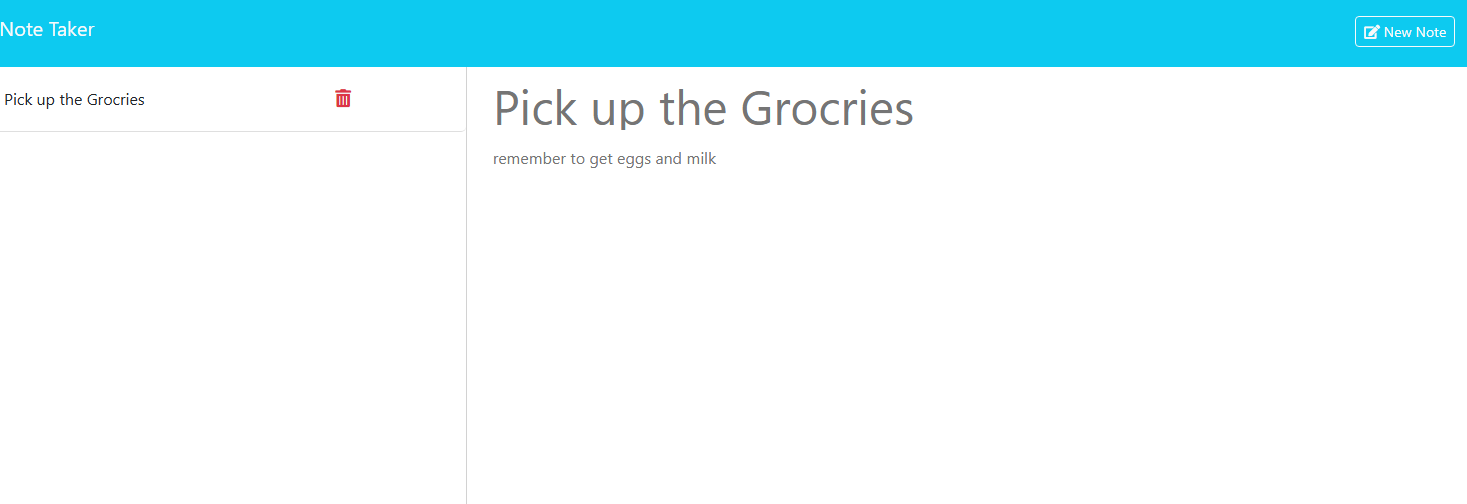 Note Taker
New Note
Pick up the Grocries
Pick up the Grocries
remember to get eggs and milk